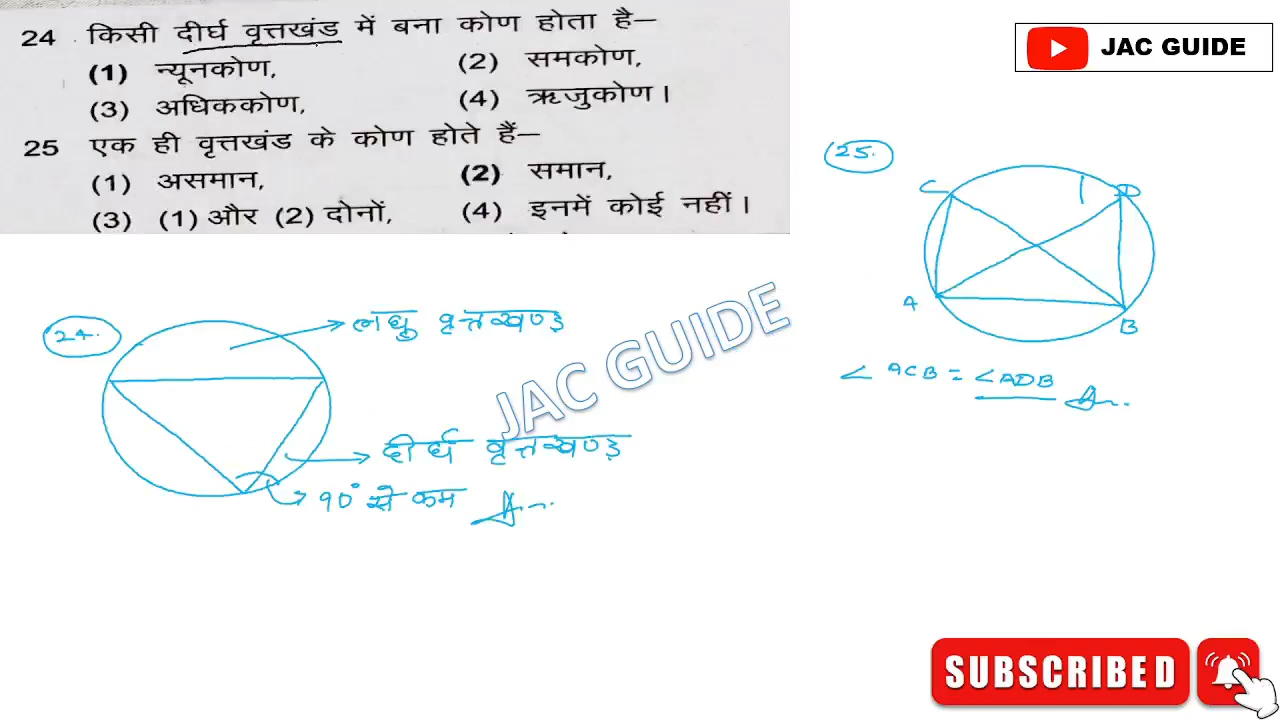 24 किसी दीर्घ वृत्तखंड में बना कोण होता है—
(1) न्यूनकोण, (2) समकोण,
(3) अधिककोण, (4) ऋजुकोण।
25 एक ही वृत्तखंड के कोण होते हैं—
(1) असमान, (2) समान,
(3) (1) और (2) दोनों, (4) इनमें कोई नहीं।
JAC GUIDE
24.
लघु वृत्तखण्ड
दीर्घ वृत्तखण्ड
90° से कम
JAC GUIDE
25.
C D
A B
∠ACB = ∠ADB
SUBSCRIBED